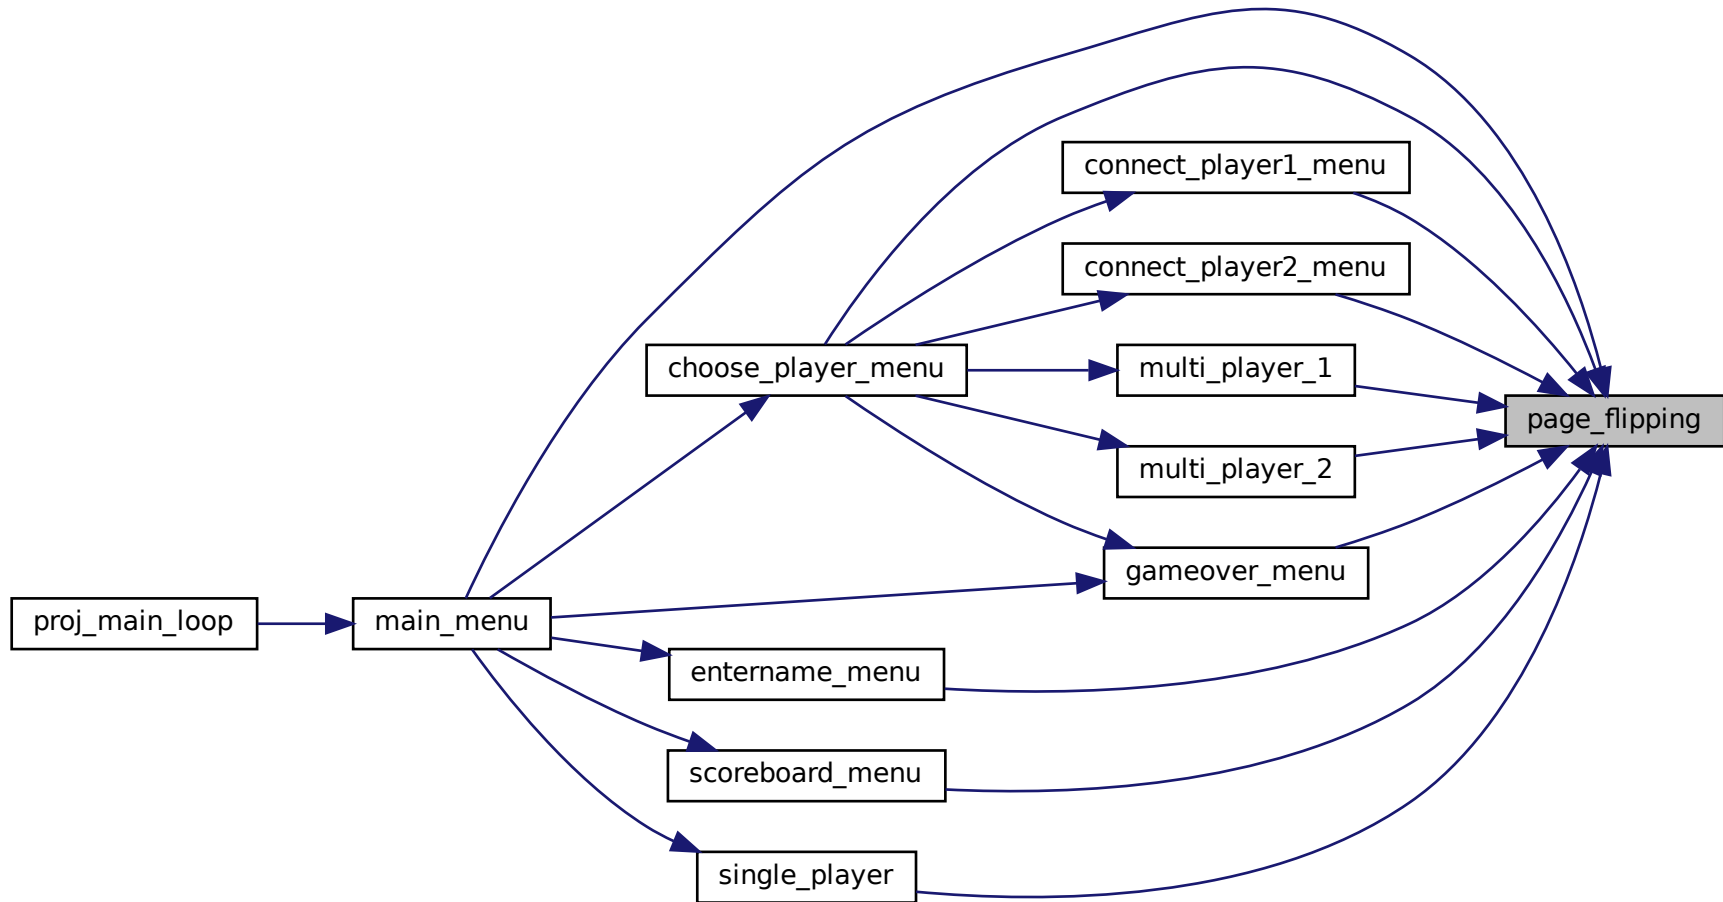 connect_player1_menu
connect_player2_menu
choose_player_menu
multi_player_1
page_flipping
multi_player_2
gameover_menu
proj_main_loop
main_menu
entername_menu
scoreboard_menu
single_player